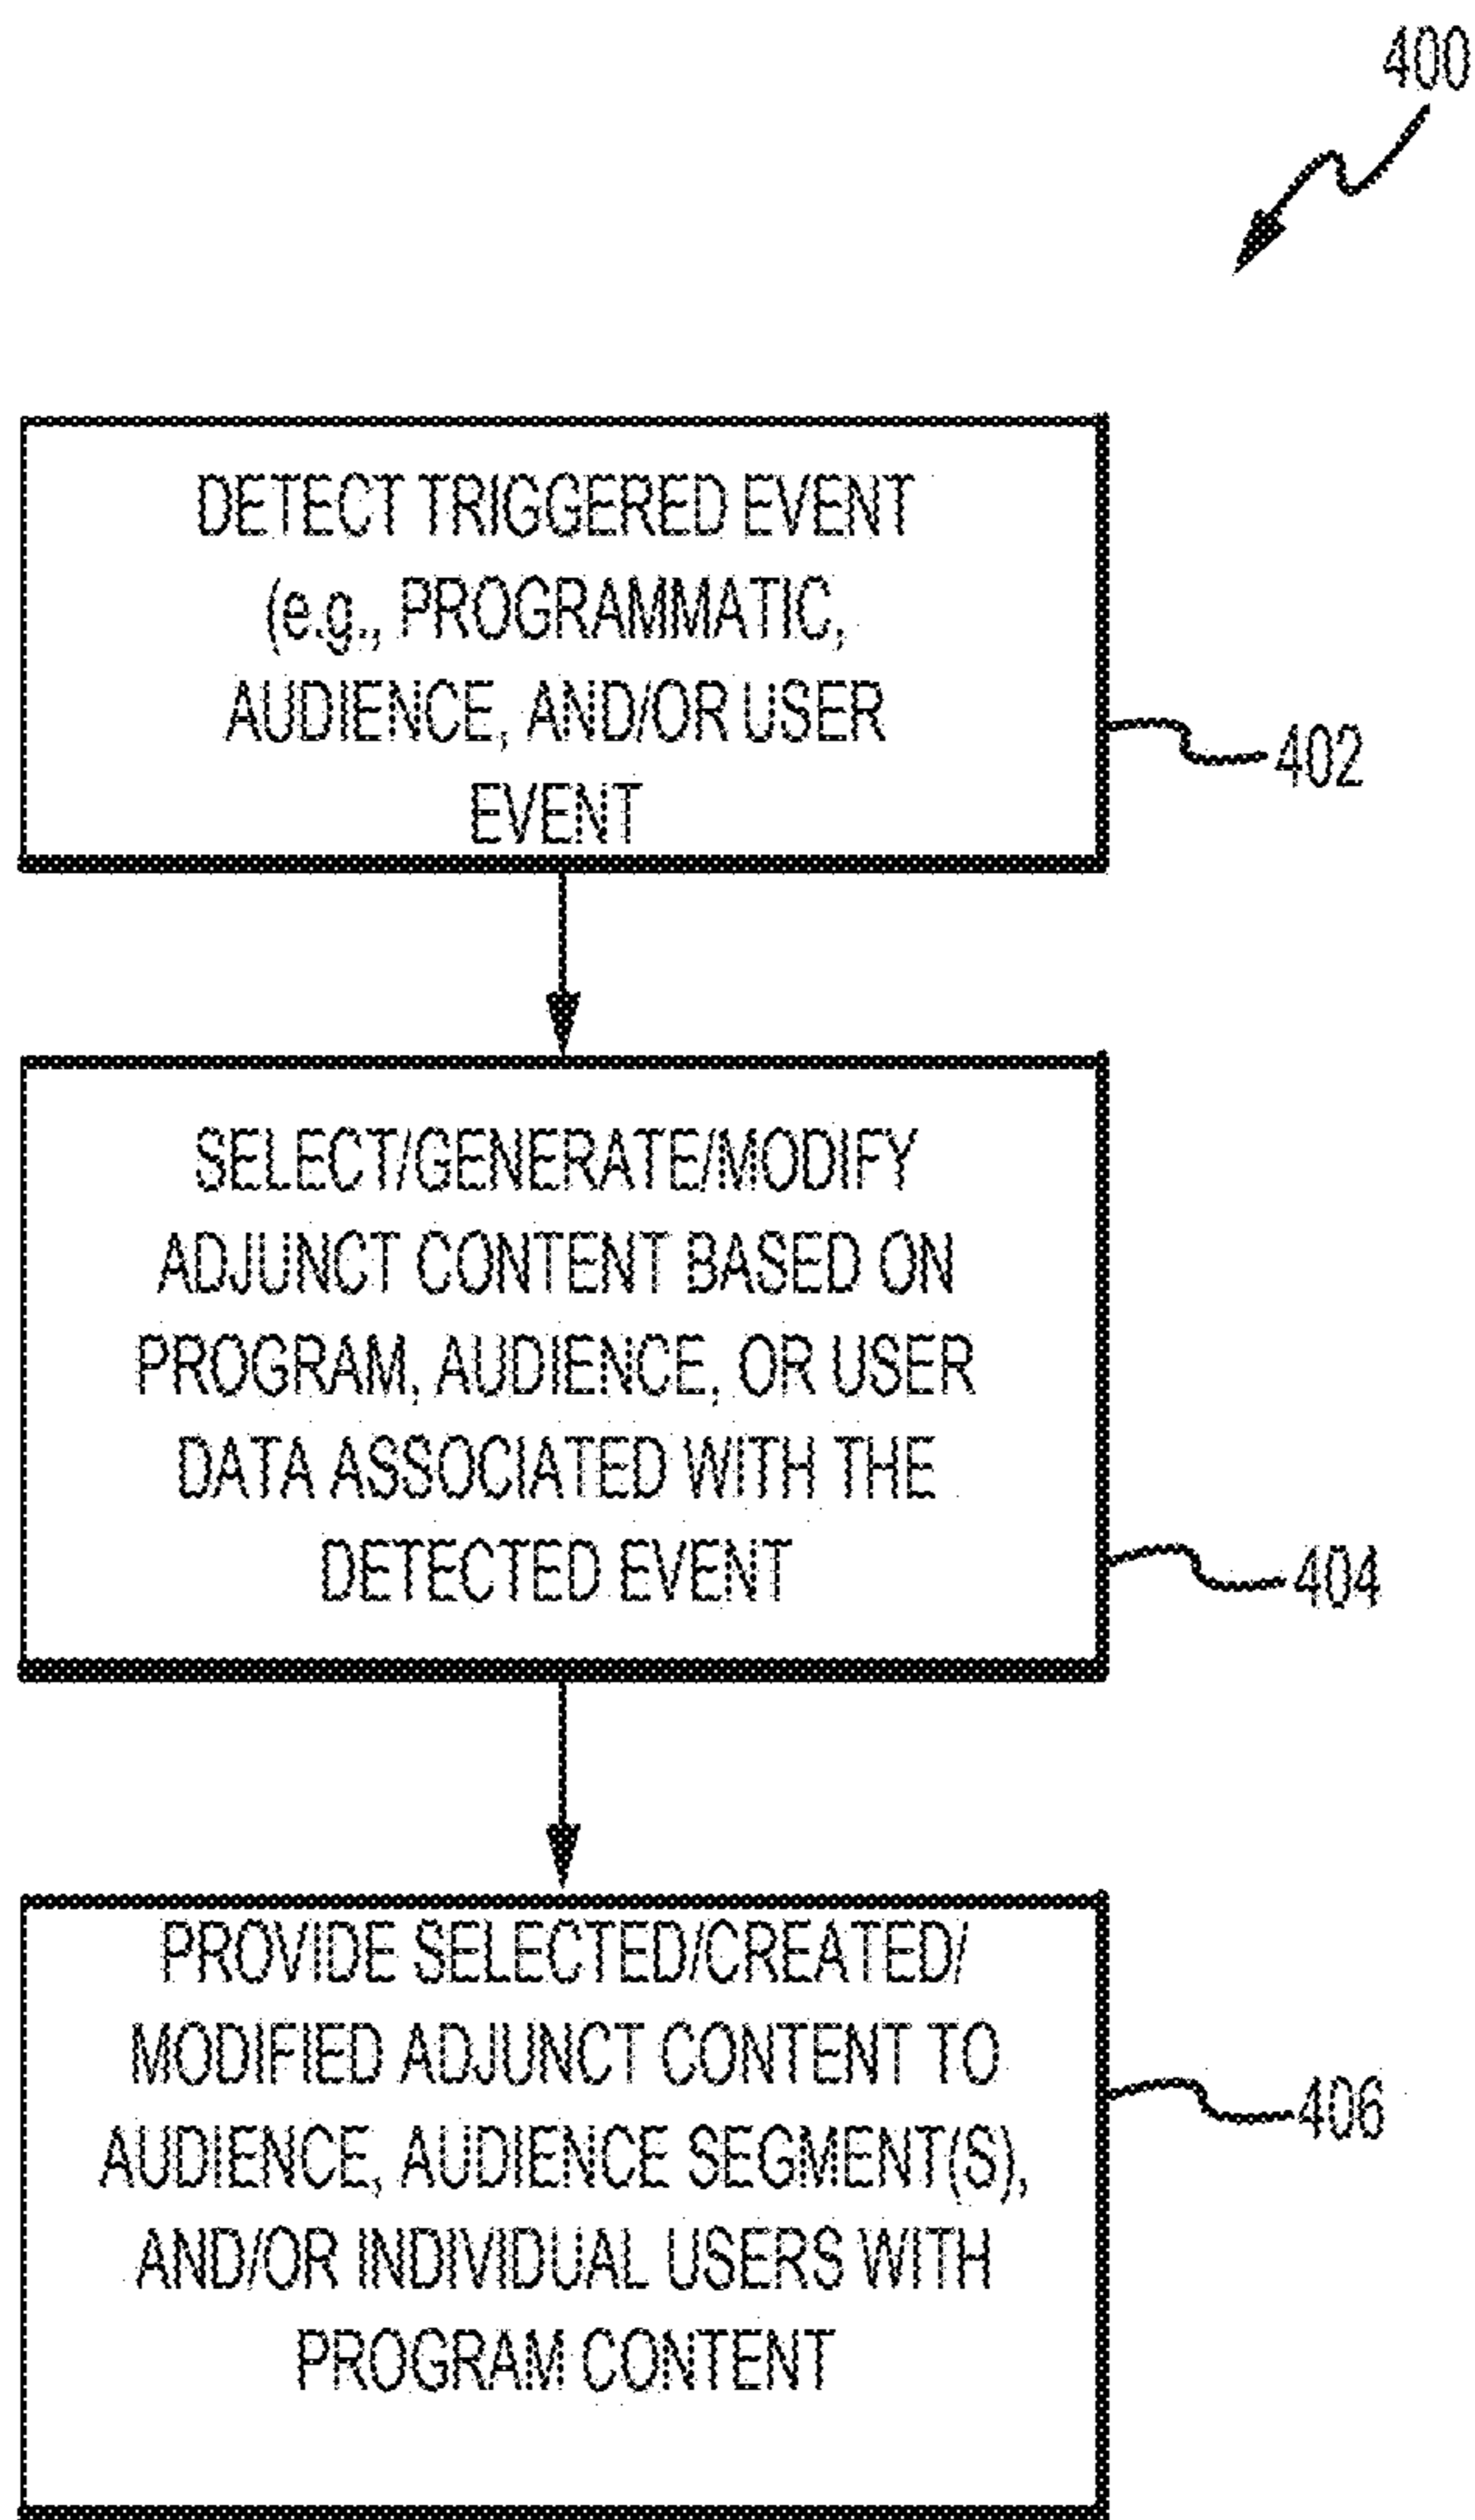 400
DETECT TRIGGERED EVENT
(e.g., PROGRAMMATIC,
AUDIENCE, AND/OR USER
EVENT
402
SELECT/GENERATE/MODIFY
ADJUNCT CONTENT BASED ON
PROGRAM, AUDIENCE, OR USER
DATA ASSOCIATED WITH THE
DETECTED EVENT
404
PROVIDE SELECTED/CREATED/
MODIFIED ADJUNCT CONTENT TO
AUDIENCE, AUDIENCE SEGMENT(S),
AND/OR INDIVIDUAL USERS WITH
PROGRAM CONTENT
406